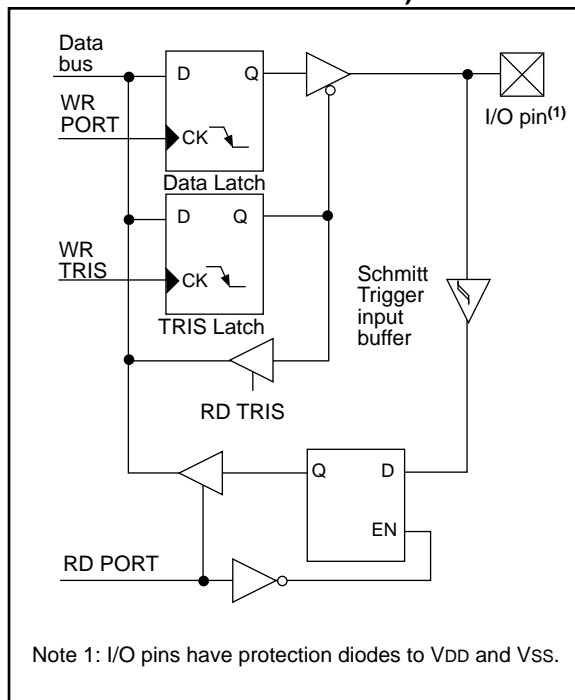 Data
bus
D
Q
WR
PORT
CK
I/O pin(1)
Data Latch
D
Q
WR
TRIS
CK
Schmitt
Trigger
input
buffer
TRIS Latch
RD TRIS
Q
D
EN
RD PORT
Note 1: I/O pins have protection diodes to VDD and VSS.